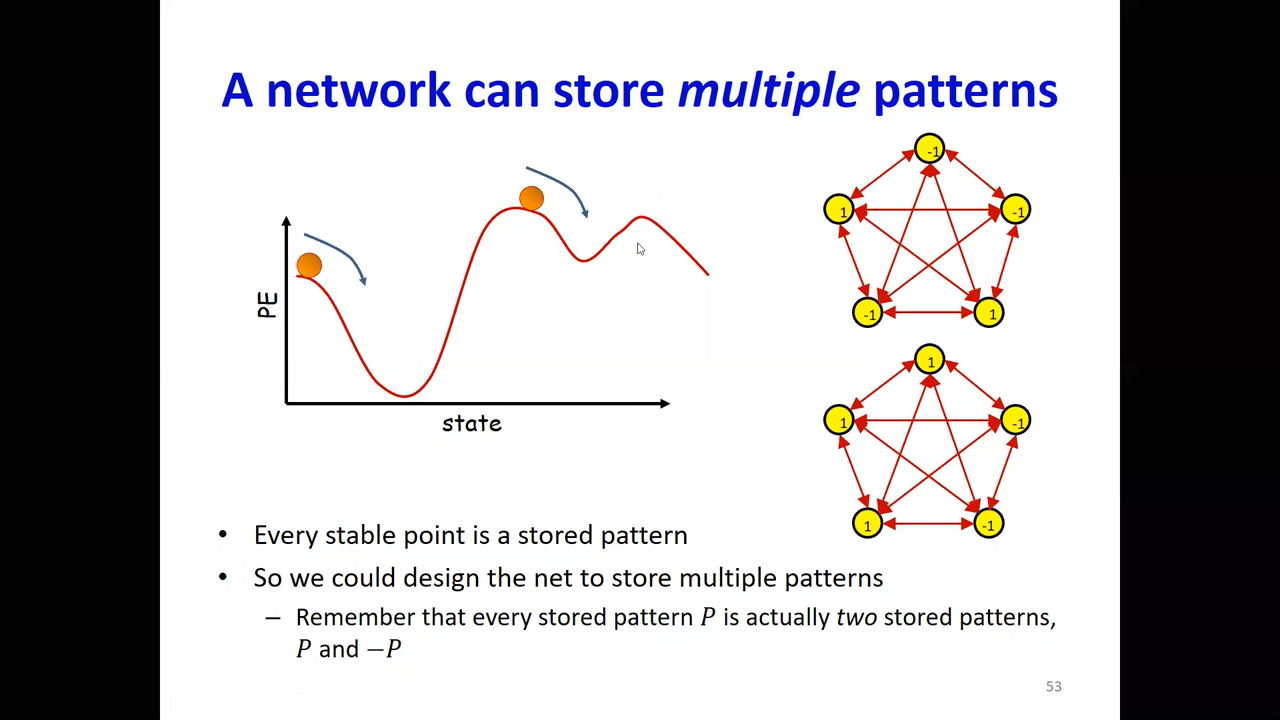 A network can store multiple patterns
PE
state
-1
1
-1
-1
1
1
1
-1
1
-1
• Every stable point is a stored pattern
• So we could design the net to store multiple patterns
– Remember that every stored pattern P is actually two stored patterns,
P and −P
53